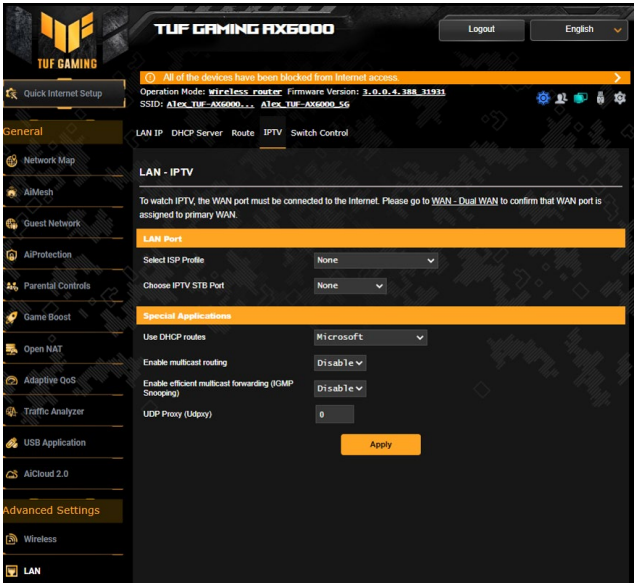 TUF GAMING AX6000
Logout
English
TUF GAMING
All of the devices have been blocked from Internet access.
Quick Internet Setup
Operation Mode: Wireless router Firmware Version: 3.0.0.4.388_31931
SSID: Alex_TUF-AX6000... Alex_TUF-AX6000_5G
General
LAN IP DHCP Server Route IPTV Switch Control
Network Map
AiMesh
Guest Network
AiProtection
Parental Controls
Game Boost
Open NAT
Adaptive QoS
Traffic Analyzer
USB Application
AiCloud 2.0
Advanced Settings
Wireless
LAN
LAN - IPTV
To watch IPTV, the WAN port must be connected to the Internet. Please go to WAN - Dual WAN to confirm that WAN port is
assigned to primary WAN.
LAN Port
Select ISP Profile None
Choose IPTV STB Port None
Special Applications
Use DHCP routes Microsoft
Enable multicast routing Disable
Enable efficient multicast forwarding (IGMP
Snooping) Disable
UDP Proxy (Udpxy) 0
Apply